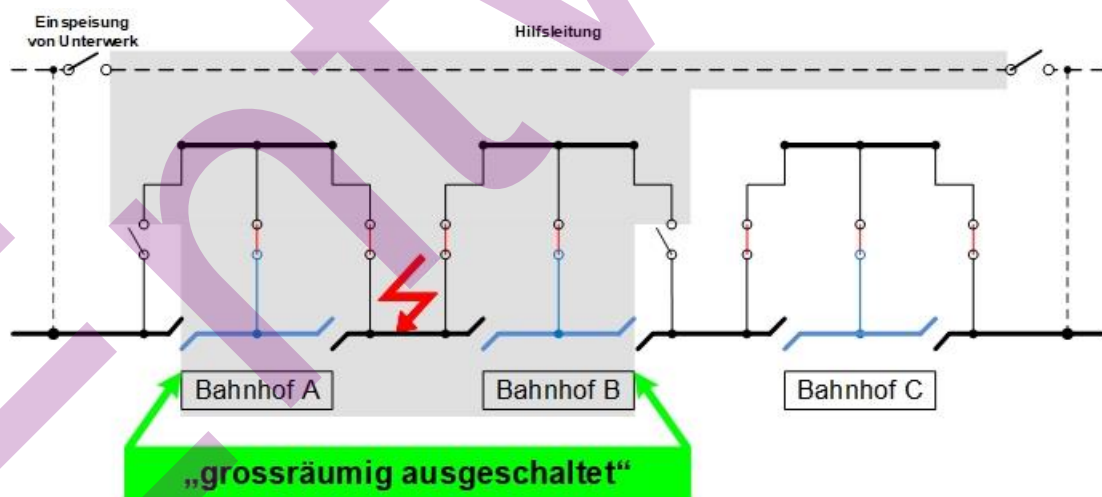 Einspeisung
von Unterwerk
Hilfsleitung
Bahnhof A
Bahnhof B
Bahnhof C
„grossräumig ausgeschaltet“